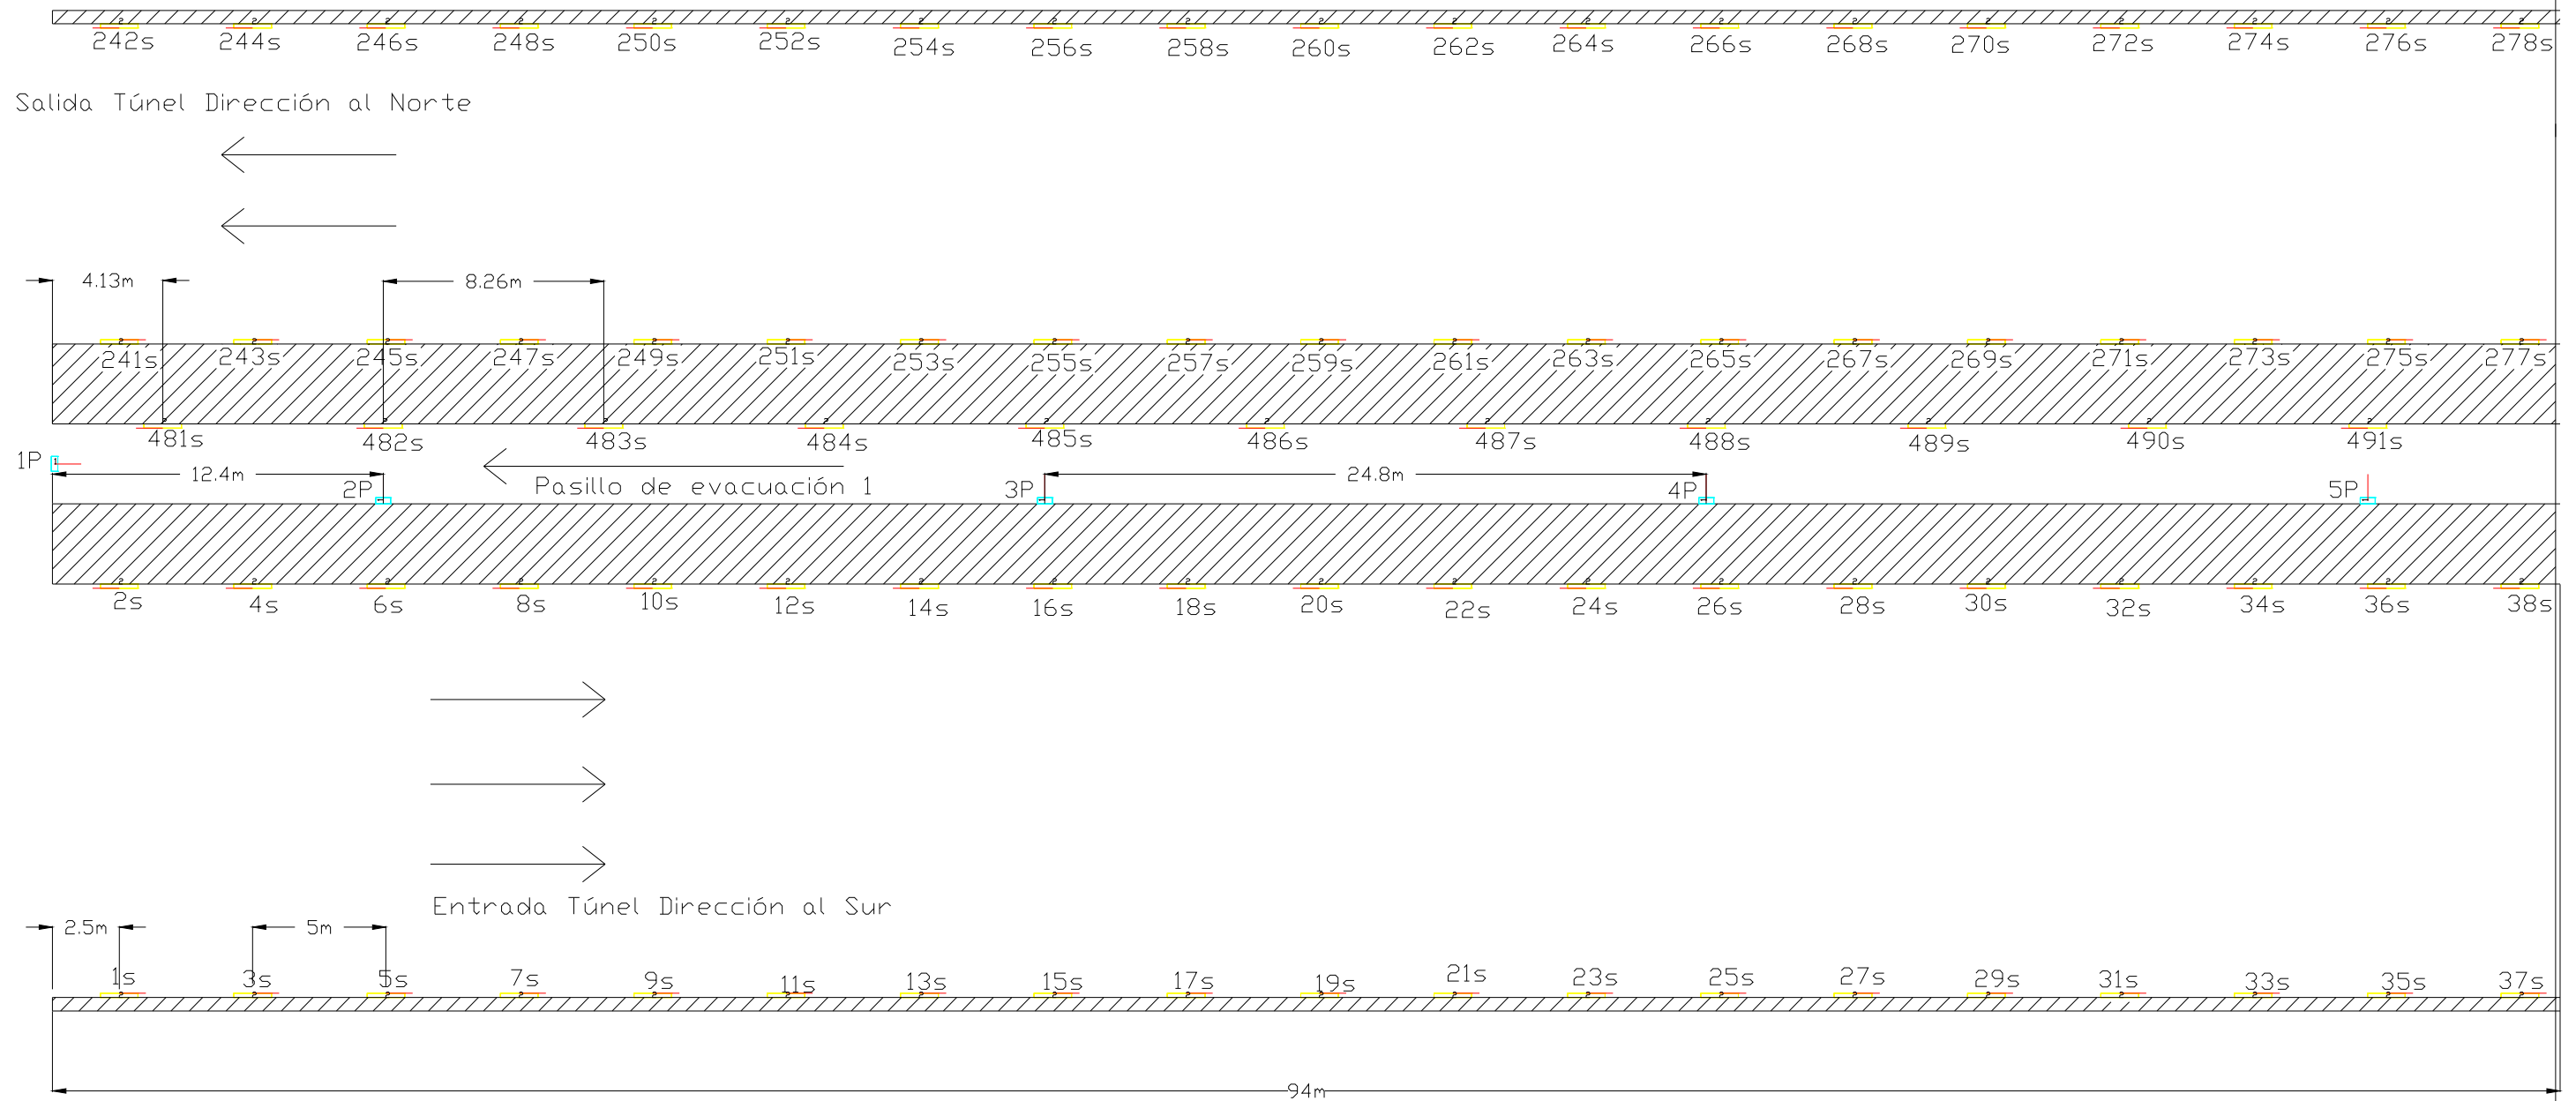 242s 244s 246s 248s 250s 252s 254s 256s 258s 260s 262s 264s 266s 268s 270s 272s 274s 276s 278s
Salida Túnel Dirección al Norte
4.13m 8.26m
241s 243s 245s 247s 249s 251s 253s 255s 257s 259s 261s 263s 265s 267s 269s 271s 273s 275s 277s
481s 482s 483s 484s 485s 486s 487s 488s 489s 490s 491s
1P 12.4m 24.8m
2P Pasillo de evacuación 1 3P 4P 5P
2s 4s 6s 8s 10s 12s 14s 16s 18s 20s 22s 24s 26s 28s 30s 32s 34s 36s 38s
Entrada Túnel Dirección al Sur
2.5m 5m
1s 3s 5s 7s 9s 11s 13s 15s 17s 19s 21s 23s 25s 27s 29s 31s 33s 35s 37s
94m